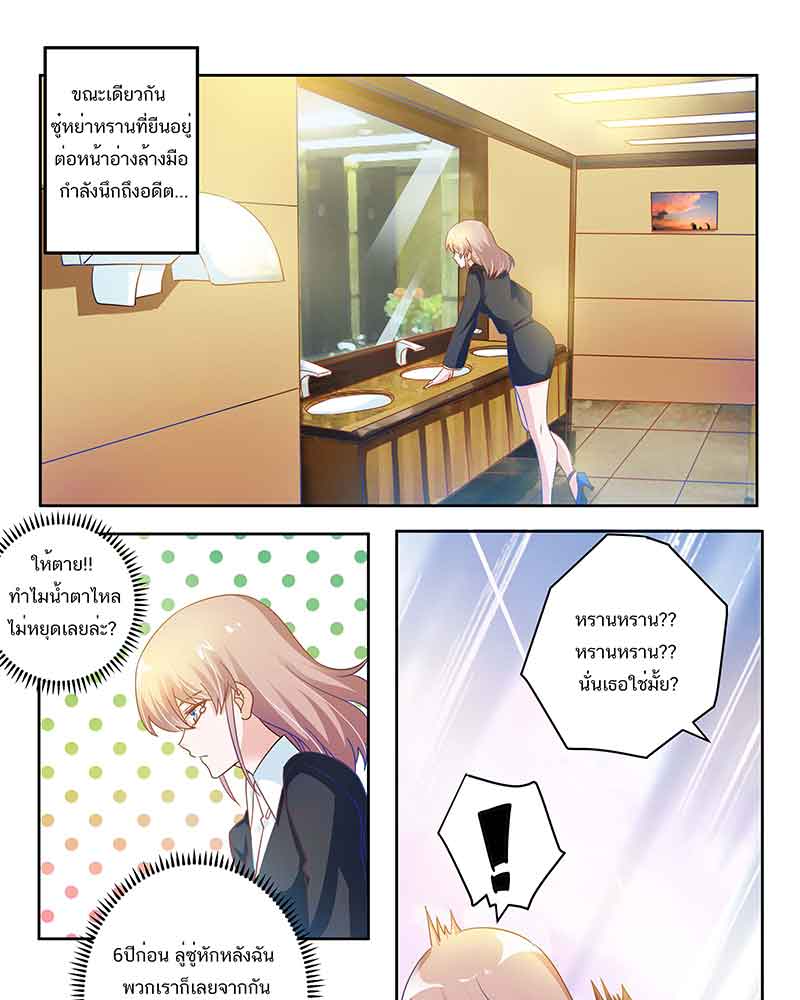 ขณะเดียวกัน
ซู๋หย่าหรานที่ยืนอยู่
ต่อหน้าอ่างล้างมือ
กำลังนึกถึงอดีต...
ให้ตาย!!
ทำไมน้ำตาไหล
ไม่หยุดเลยล่ะ?
หรานหราน??
หรานหราน??
นั่นเธอใช่มั้ย?
!
6ปีก่อน ลู่ซู่หักหลังฉัน
พวกเราก็เลยจากกัน